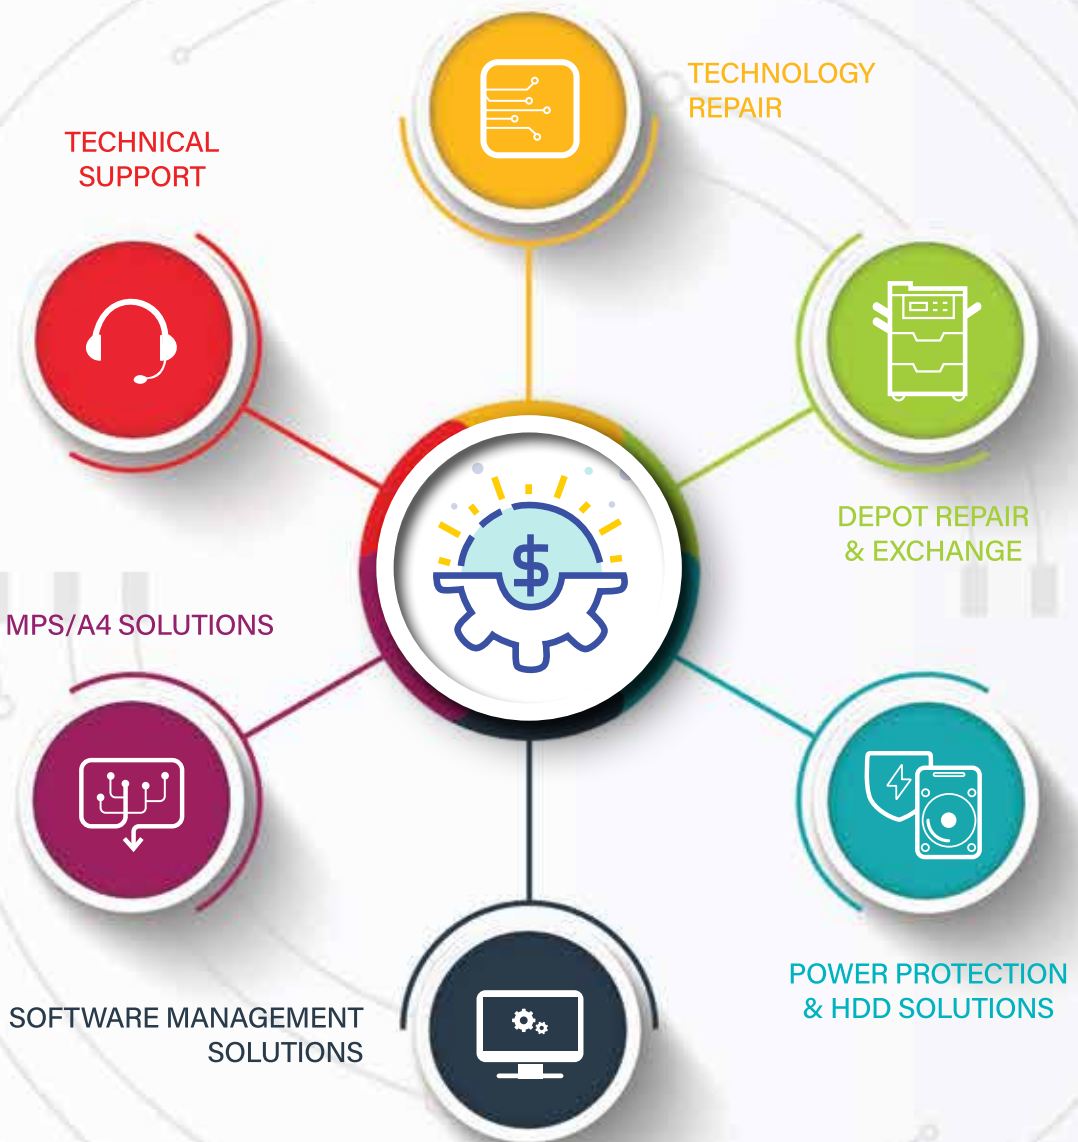 TECHNOLOGY
REPAIR
TECHNICAL
SUPPORT
DEPOT REPAIR
& EXCHANGE
$
MPS/A4 SOLUTIONS
POWER PROTECTION
& HDD SOLUTIONS
SOFTWARE MANAGEMENT
SOLUTIONS